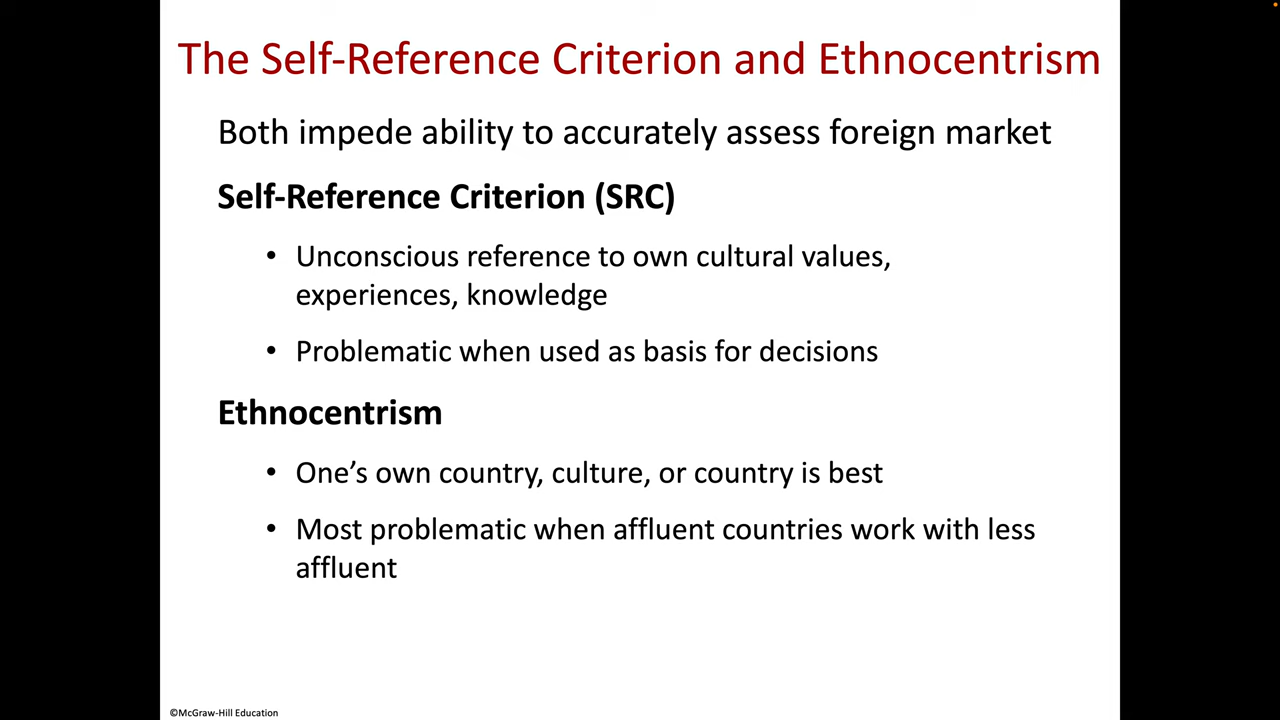 The Self-Reference Criterion and Ethnocentrism
Both impede ability to accurately assess foreign market
Self-Reference Criterion (SRC)
• Unconscious reference to own cultural values,
experiences, knowledge
• Problematic when used as basis for decisions
Ethnocentrism
• One’s own country, culture, or country is best
• Most problematic when affluent countries work with less
affluent
©McGraw-Hill Education